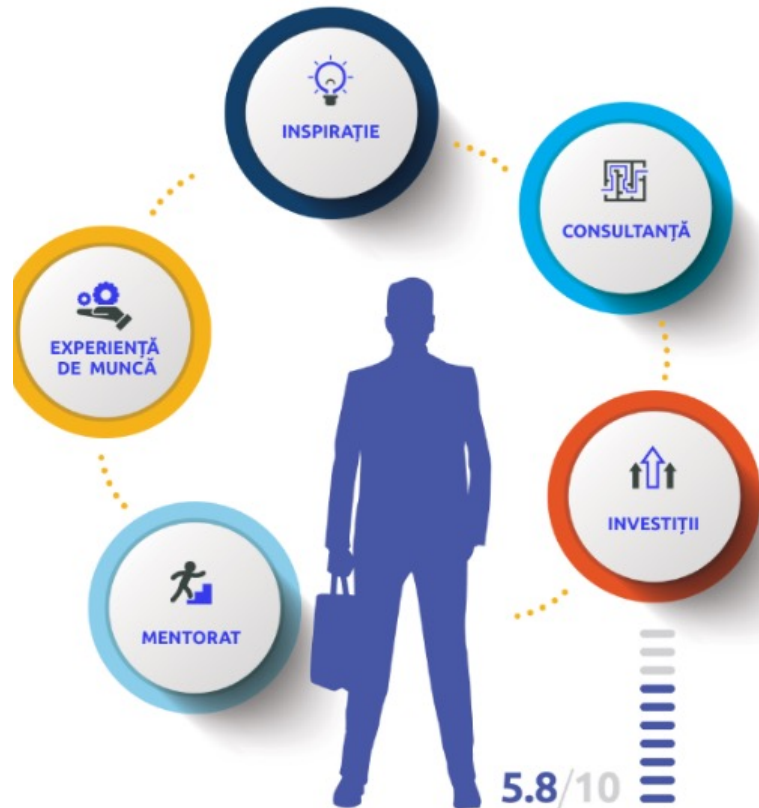 INSPIRAȚIE
CONSULTANȚĂ
EXPERIENȚĂ
DE MUNCĂ
INVESTIȚII
MENTORAT
5.8/10